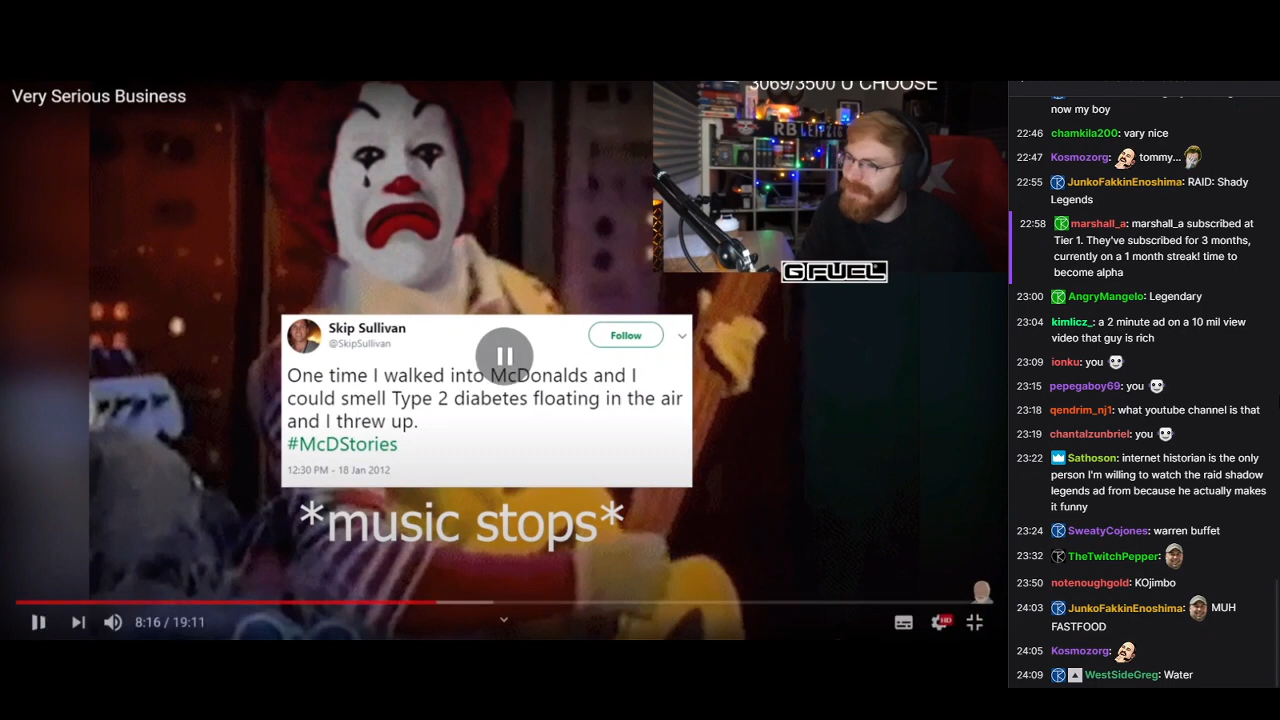 Very Serious Business
3069/3500 U CHOOSE
RB LEIPZIG
G FUEL
Skip Sullivan
@SkipSullivan
Follow
One time I walked into McDonalds and I
could smell Type 2 diabetes floating in the air
and I threw up.
#McDStories
12:30 PM - 18 Jan 2012
*music stops*
8:16 / 19:11
HD
now my boy
22:46 chamkila200: vary nice
22:47 Kosmozorg: tommy...
22:55 JunkoFakkinEnoshima: RAID: Shady
Legends
22:58 marshall_a: marshall_a subscribed at
Tier 1. They've subscribed for 3 months,
currently on a 1 month streak! time to
become alpha
23:00 AngryMangelo: Legendary
23:04 kimlicz_: a 2 minute ad on a 10 mil view
video that guy is rich
23:09 ionku: you
23:15 pepegaboy69: you
23:18 qendrim_nj1: what youtube channel is that
23:19 chantalzunbriel: you
23:22 Sathoson: internet historian is the only
person I'm willing to watch the raid shadow
legends ad from because he actually makes
it funny
23:24 SweatyCojones: warren buffet
23:32 TheTwitchPepper:
23:50 notenoughgold: KOjimbo
24:03 JunkoFakkinEnoshima: MUH
FASTFOOD
24:05 Kosmozorg:
24:09 WestSideGreg: Water